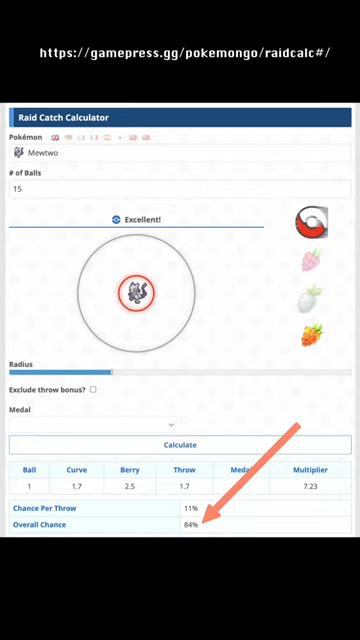 https://gamepress.gg/pokemongo/raidcalc#/
Raid Catch Calculator
Pokémon
Mewtwo
# of Balls
15
Excellent!
Radius
Exclude throw bonus?
Medal
Calculate
Ball Curve Berry Throw Medal Multiplier
1 1.7 2.5 1.7 7.23
Chance Per Throw 11%
Overall Chance 84%